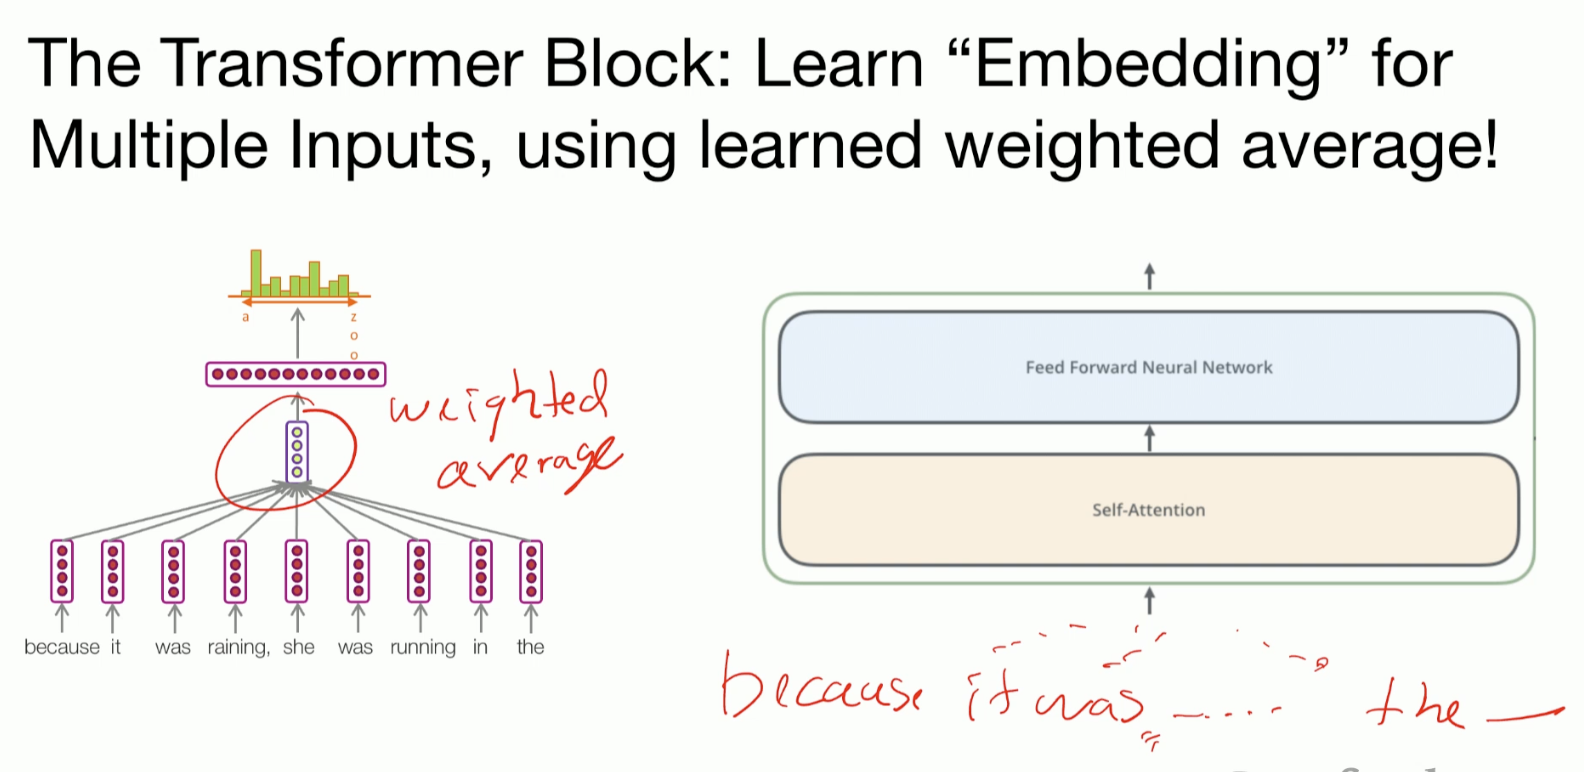 The Transformer Block: Learn “Embedding” for
Multiple Inputs, using learned weighted average!
a
z
o
o
weighted
average
because it was raining, she was running in the
Feed Forward Neural Network
Self-Attention
because it was ..... the